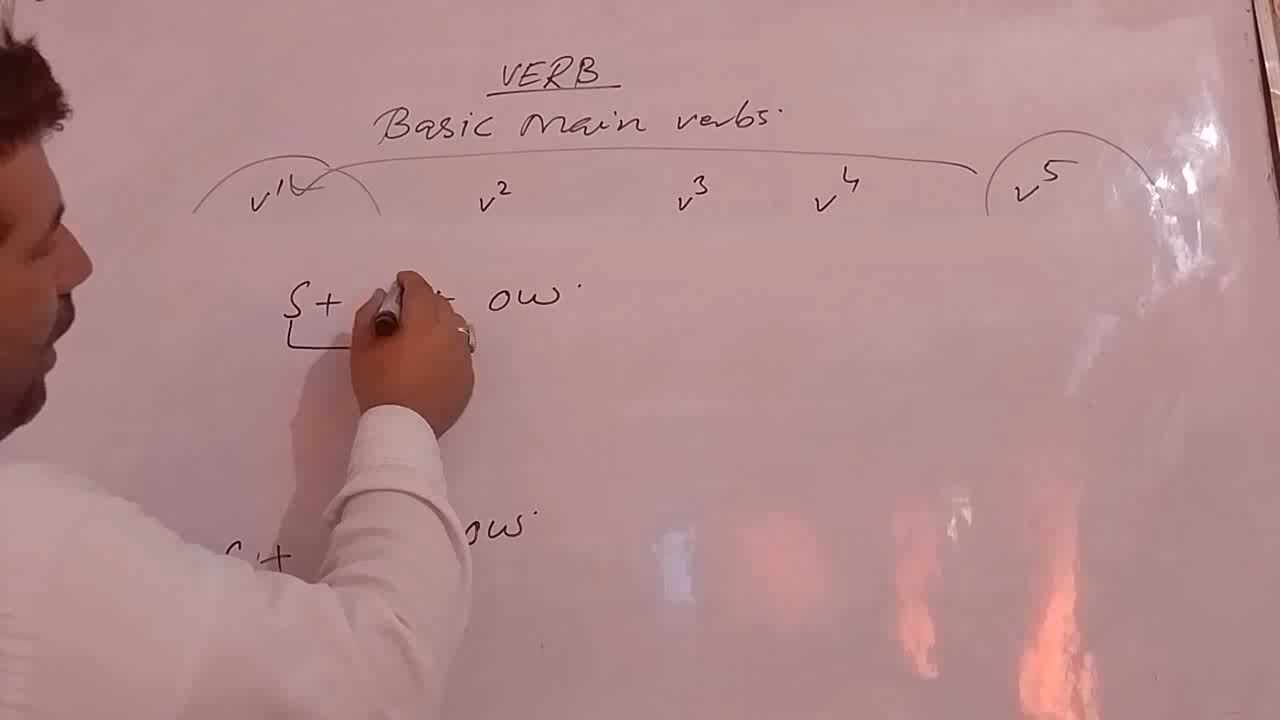 VERB
Basic main verbs.
v¹ v² v³ v⁴ v⁵
S+ + ow.
S+ ow.